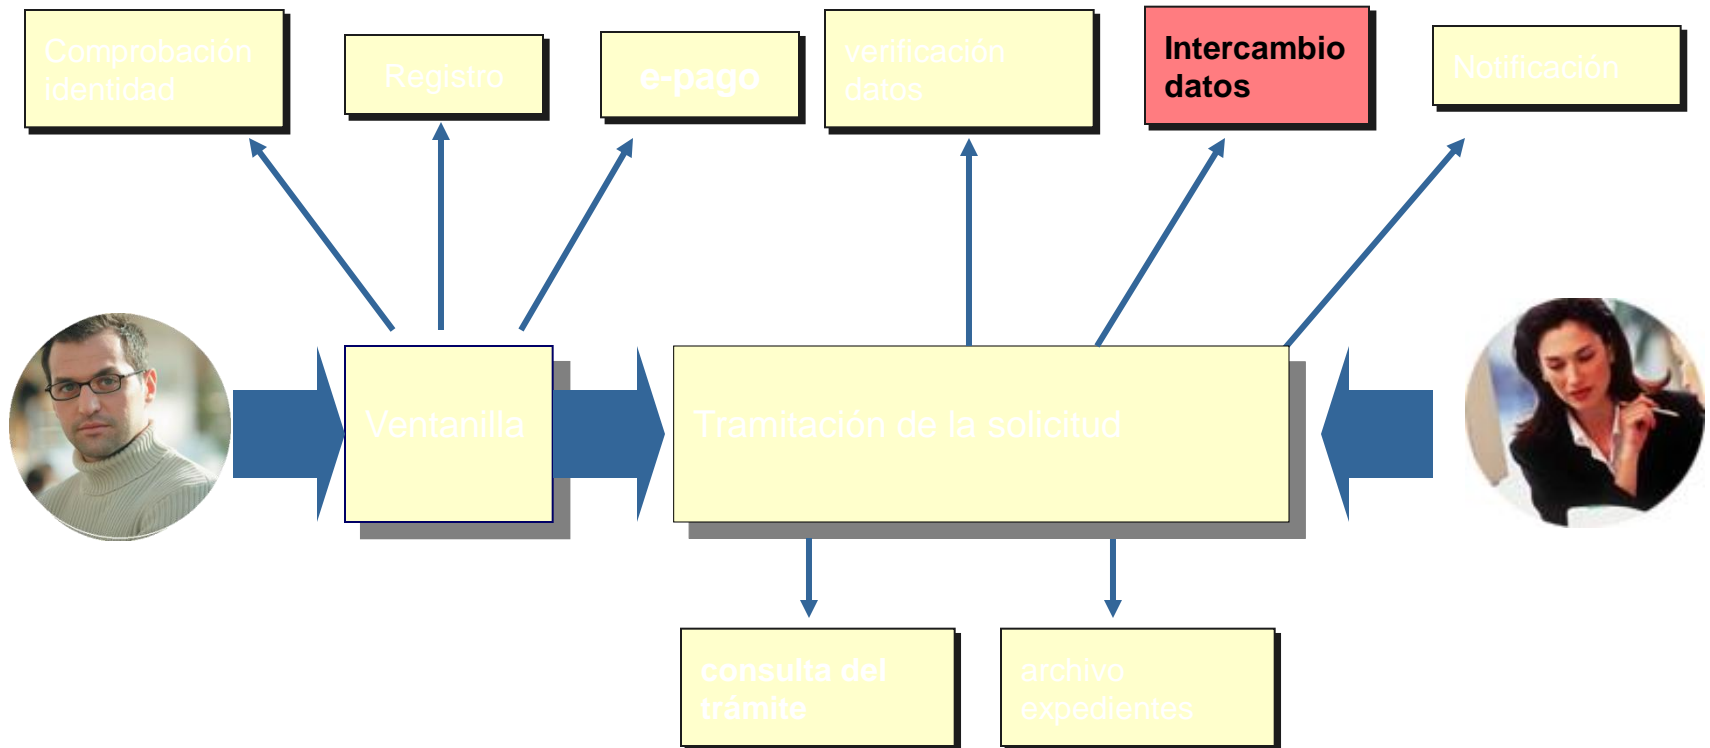 Comprobación
identidad
Registro
e-pago
verificación
datos
Intercambio
datos
Notificación
Ventanilla
Tramitación de la solicitud
consulta del
trámite
archivo
expedientes